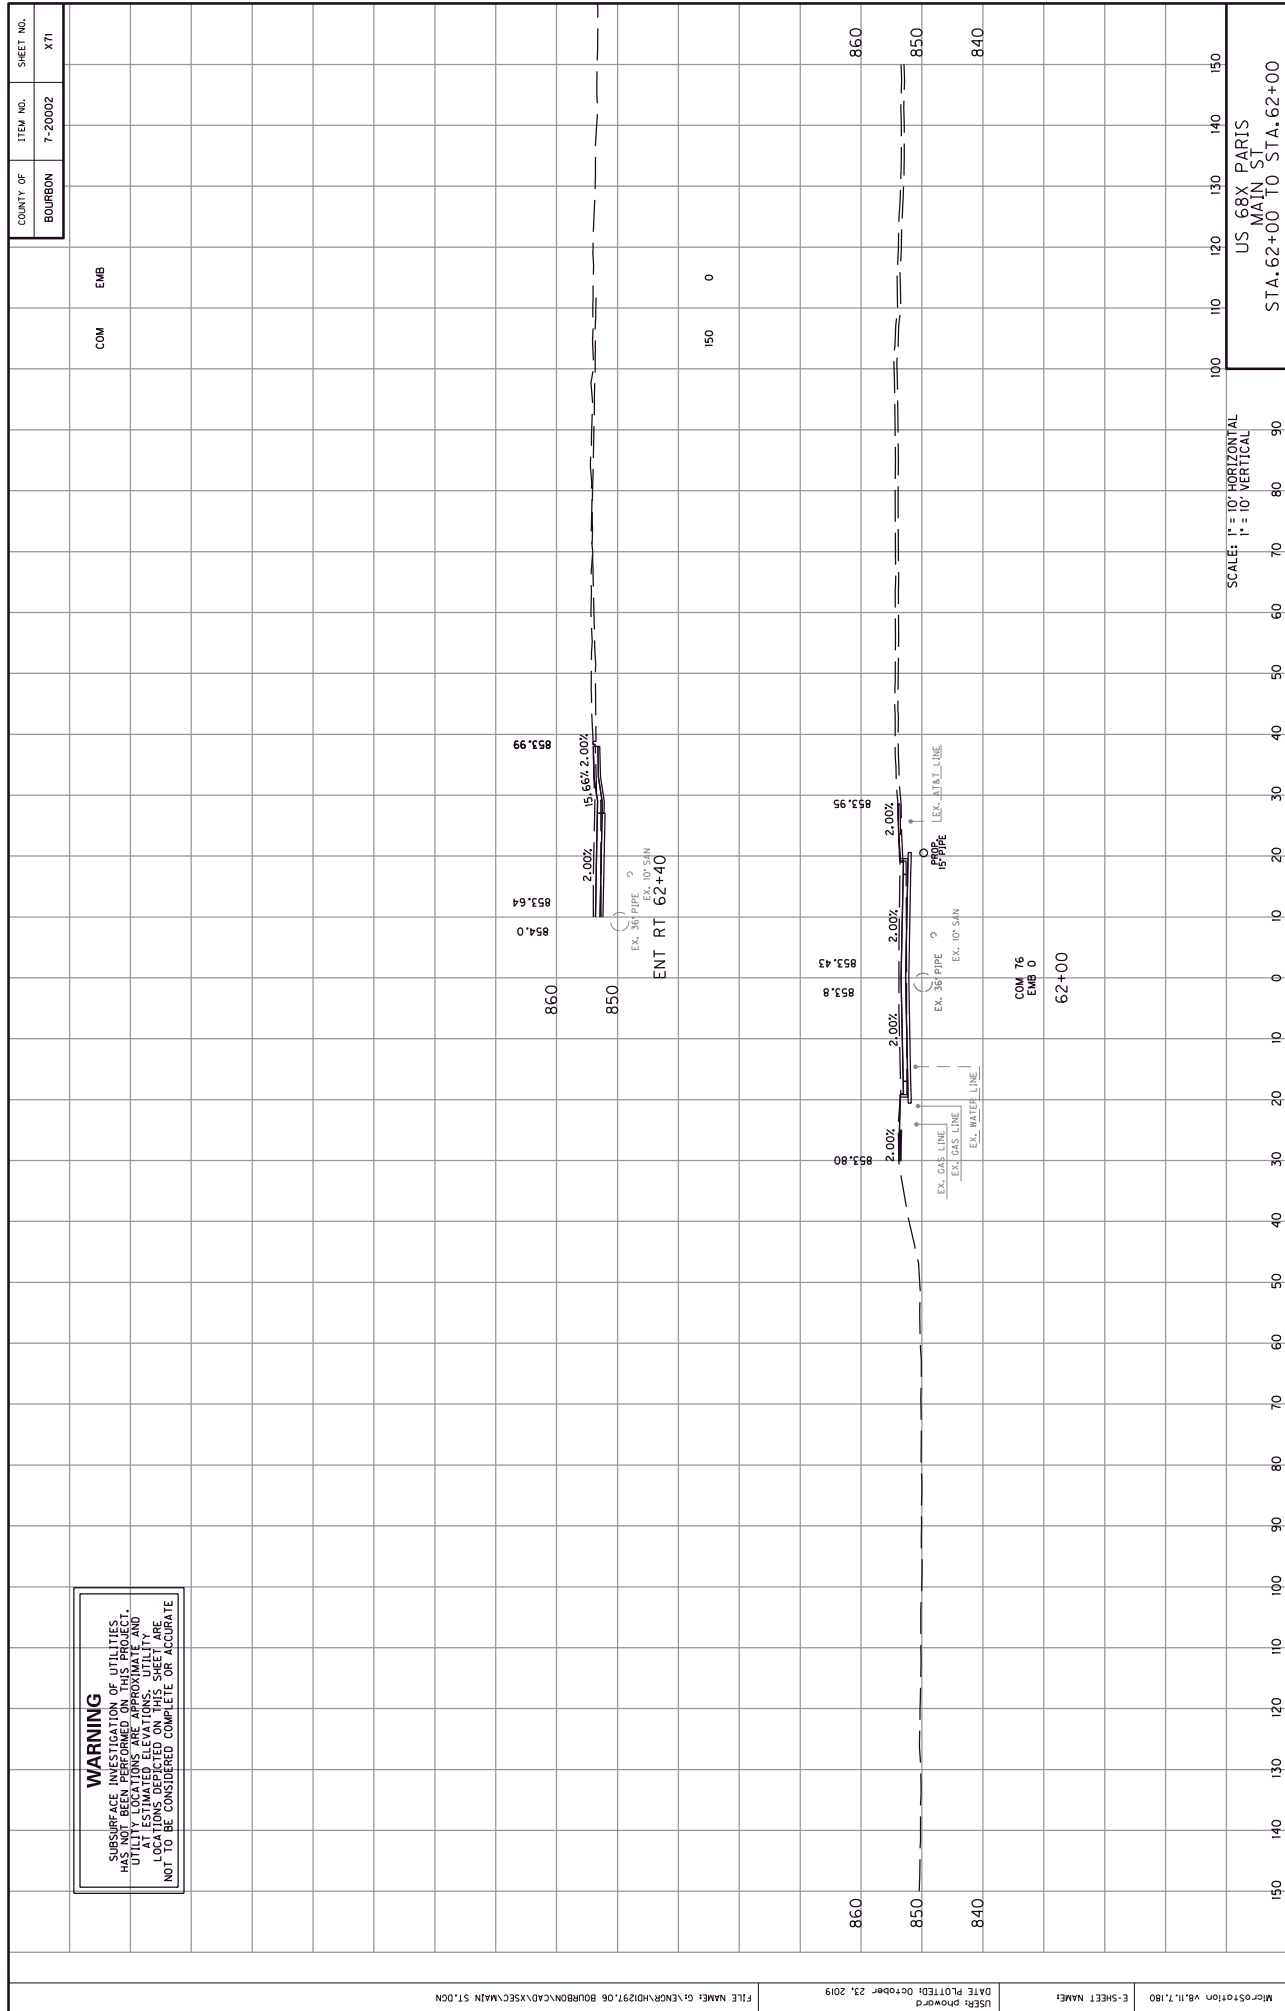 COUNTY OF
ITEM NO.
SHEET NO.
BOURBON
7-20002
X71
WARNING
SUBSURFACE INVESTIGATION OF UTILITIES
HAS NOT BEEN PERFORMED ON THIS PROJECT.
UTILITY LOCATIONS ARE APPROXIMATE AND
AT ESTIMATED ELEVATIONS. UTILITY
LOCATIONS DEPICTED ON THIS SHEET ARE
NOT TO BE CONSIDERED COMPLETE OR ACCURATE
COM
EMB
854.0
853.64
853.99
860
850
2.00%
15.66%
2.00%
EX. 36" PIPE
EX. 10" SAN
ENT RT 62+40
150
0
860
850
840
860
850
840
853.80
853.8
853.43
853.95
2.00%
2.00%
2.00%
2.00%
EX. GAS LINE
EX. GAS LINE
EX. WATER LINE
EX. 36" PIPE
EX. 10" SAN
PROP.
15" PIPE
EX. AT&T LINE
COM 76
EMB 0
62+00
150
140
130
120
110
100
90
80
70
60
50
40
30
20
10
0
10
20
30
40
50
60
70
80
90
100
110
120
130
140
150
SCALE: 1" = 10' HORIZONTAL
1" = 10' VERTICAL
US 68X PARIS
MAIN ST
STA. 62+00 TO STA. 62+00
MicroStation v8.11.7.180
E-SHEET NAME:
USER: phoward
DATE PLOTTED: October 23, 2019
FILE NAME: G:\ENGR\HD1297.06 BOURBON\CAD\XSEC\MAIN ST.DGN